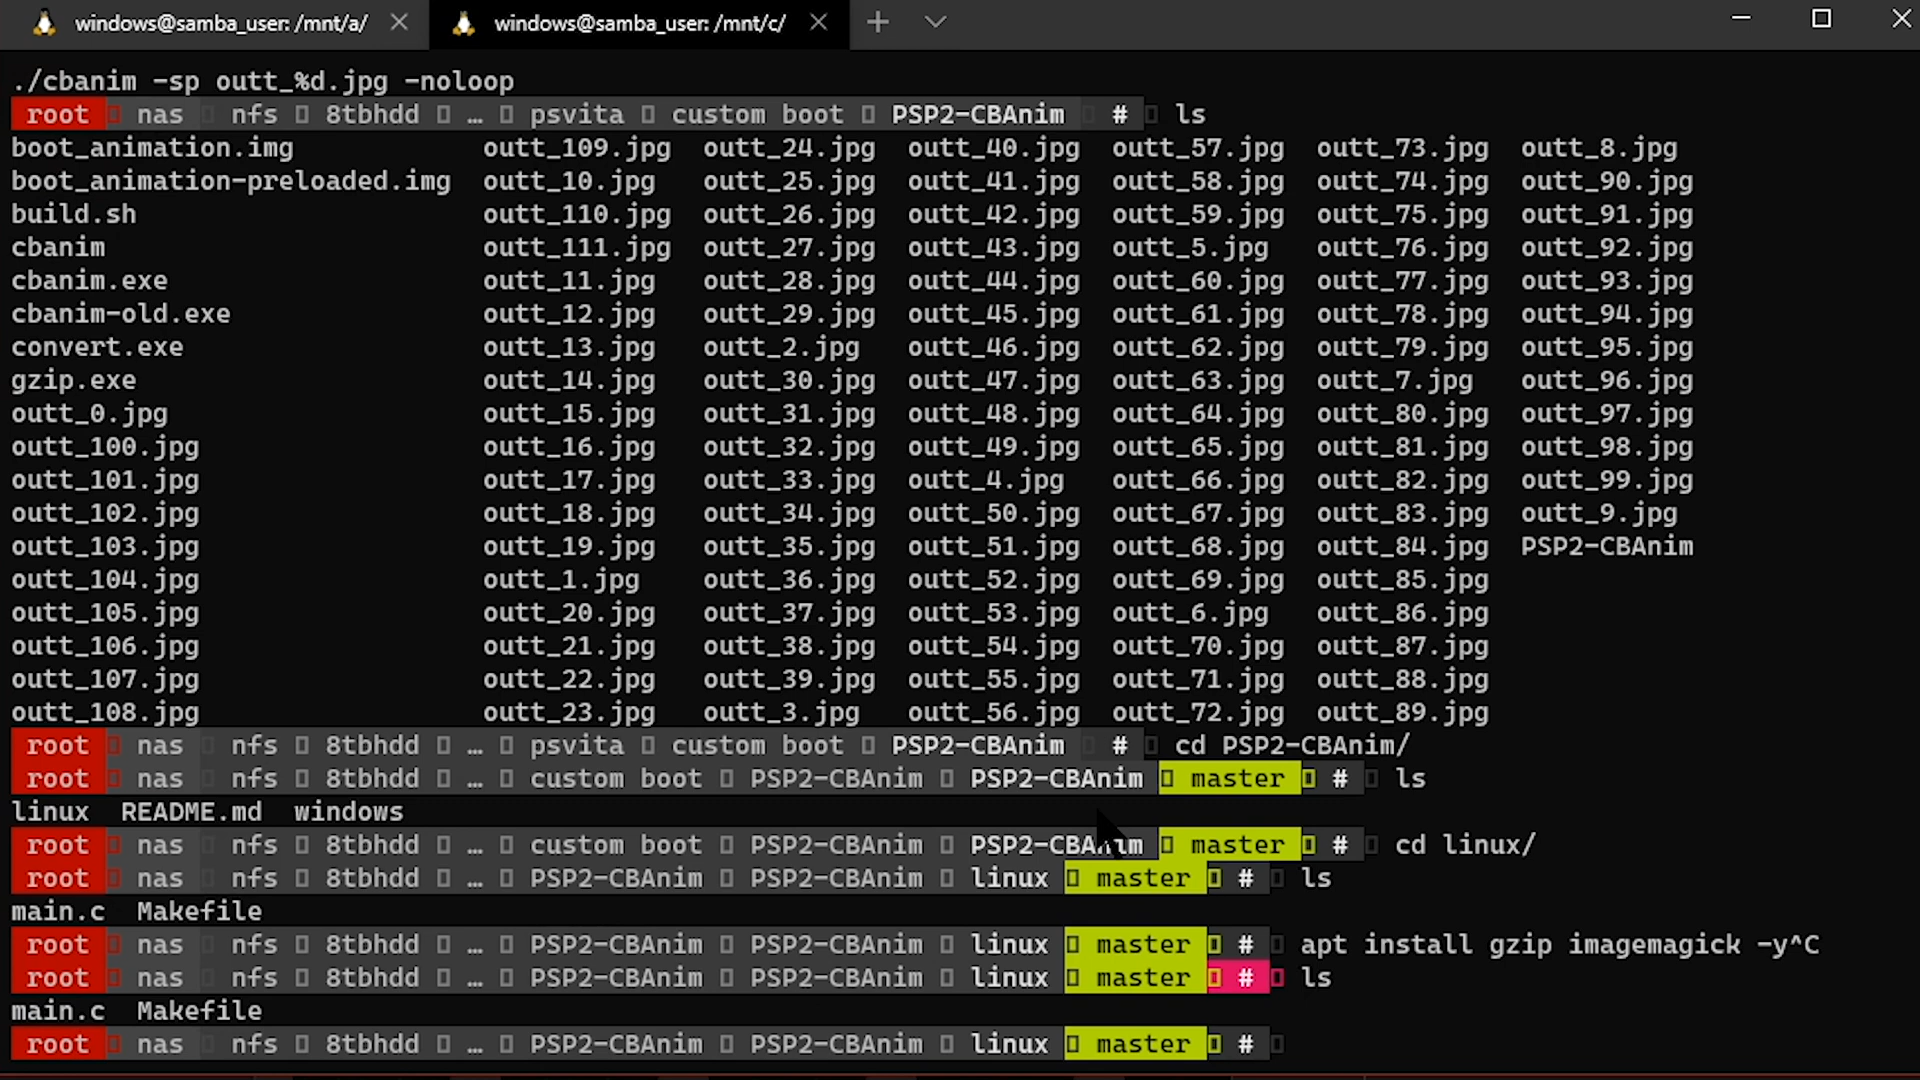 windows@samba_user: /mnt/a/ windows@samba_user: /mnt/c/
./cbanim -sp outt_%d.jpg -noloop
root nas nfs 8tbhdd … psvita custom boot PSP2-CBAnim # ls
boot_animation.img outt_109.jpg outt_24.jpg outt_40.jpg outt_57.jpg outt_73.jpg outt_8.jpg
boot_animation-preloaded.img outt_10.jpg outt_25.jpg outt_41.jpg outt_58.jpg outt_74.jpg outt_90.jpg
build.sh outt_110.jpg outt_26.jpg outt_42.jpg outt_59.jpg outt_75.jpg outt_91.jpg
cbanim outt_111.jpg outt_27.jpg outt_43.jpg outt_5.jpg outt_76.jpg outt_92.jpg
cbanim.exe outt_11.jpg outt_28.jpg outt_44.jpg outt_60.jpg outt_77.jpg outt_93.jpg
cbanim-old.exe outt_12.jpg outt_29.jpg outt_45.jpg outt_61.jpg outt_78.jpg outt_94.jpg
convert.exe outt_13.jpg outt_2.jpg outt_46.jpg outt_62.jpg outt_79.jpg outt_95.jpg
gzip.exe outt_14.jpg outt_30.jpg outt_47.jpg outt_63.jpg outt_7.jpg outt_96.jpg
outt_0.jpg outt_15.jpg outt_31.jpg outt_48.jpg outt_64.jpg outt_80.jpg outt_97.jpg
outt_100.jpg outt_16.jpg outt_32.jpg outt_49.jpg outt_65.jpg outt_81.jpg outt_98.jpg
outt_101.jpg outt_17.jpg outt_33.jpg outt_4.jpg outt_66.jpg outt_82.jpg outt_99.jpg
outt_102.jpg outt_18.jpg outt_34.jpg outt_50.jpg outt_67.jpg outt_83.jpg outt_9.jpg
outt_103.jpg outt_19.jpg outt_35.jpg outt_51.jpg outt_68.jpg outt_84.jpg PSP2-CBAnim
outt_104.jpg outt_1.jpg outt_36.jpg outt_52.jpg outt_69.jpg outt_85.jpg
outt_105.jpg outt_20.jpg outt_37.jpg outt_53.jpg outt_6.jpg outt_86.jpg
outt_106.jpg outt_21.jpg outt_38.jpg outt_54.jpg outt_70.jpg outt_87.jpg
outt_107.jpg outt_22.jpg outt_39.jpg outt_55.jpg outt_71.jpg outt_88.jpg
outt_108.jpg outt_23.jpg outt_3.jpg outt_56.jpg outt_72.jpg outt_89.jpg
root nas nfs 8tbhdd … psvita custom boot PSP2-CBAnim # cd PSP2-CBAnim/
root nas nfs 8tbhdd … custom boot PSP2-CBAnim PSP2-CBAnim master # ls
linux README.md windows
root nas nfs 8tbhdd … custom boot PSP2-CBAnim PSP2-CBAnim master # cd linux/
root nas nfs 8tbhdd … PSP2-CBAnim PSP2-CBAnim linux master # ls
main.c Makefile
root nas nfs 8tbhdd … PSP2-CBAnim PSP2-CBAnim linux master # apt install gzip imagemagick -y^C
root nas nfs 8tbhdd … PSP2-CBAnim PSP2-CBAnim linux master # ls
main.c Makefile
root nas nfs 8tbhdd … PSP2-CBAnim PSP2-CBAnim linux master #